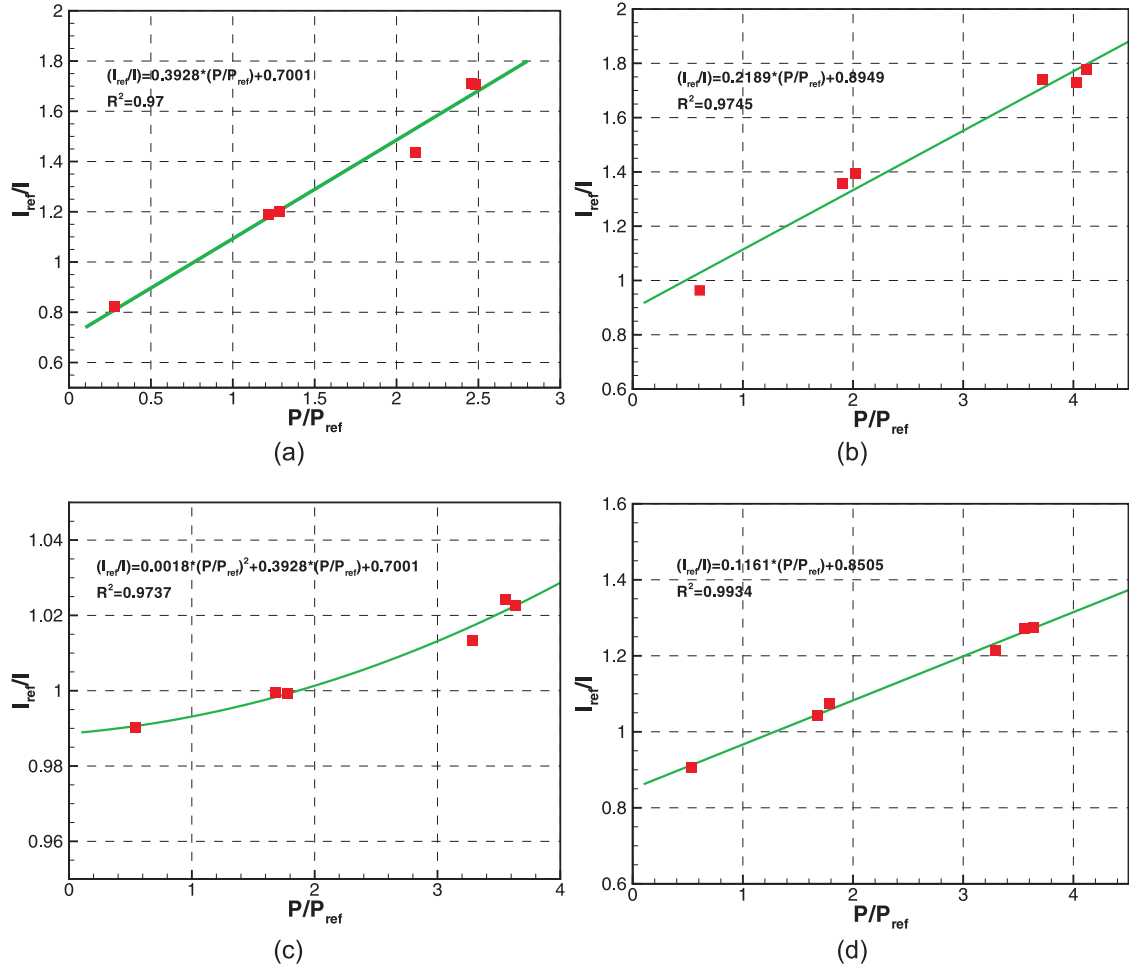 2
1.8
1.6
1.4
1.2
1
0.8
0.6
I_ref/I
(I_ref/I)=0.3928*(P/P_ref)+0.7001
R²=0.97
0 0.5 1 1.5 2 2.5 3
P/P_ref
(a)
2
1.8
1.6
1.4
1.2
1
0.8
0.6
I_ref/I
(I_ref/I)=0.2189*(P/P_ref)+0.8949
R²=0.9745
0 1 2 3 4
P/P_ref
(b)
1.04
1.02
1
0.98
0.96
I_ref/I
(I_ref/I)=0.0018*(P/P_ref)²+0.3928*(P/P_ref)+0.7001
R²=0.9737
0 1 2 3 4
P/P_ref
(c)
1.6
1.4
1.2
1
0.8
0.6
I_ref/I
(I_ref/I)=0.1161*(P/P_ref)+0.8505
R²=0.9934
0 1 2 3 4
P/P_ref
(d)